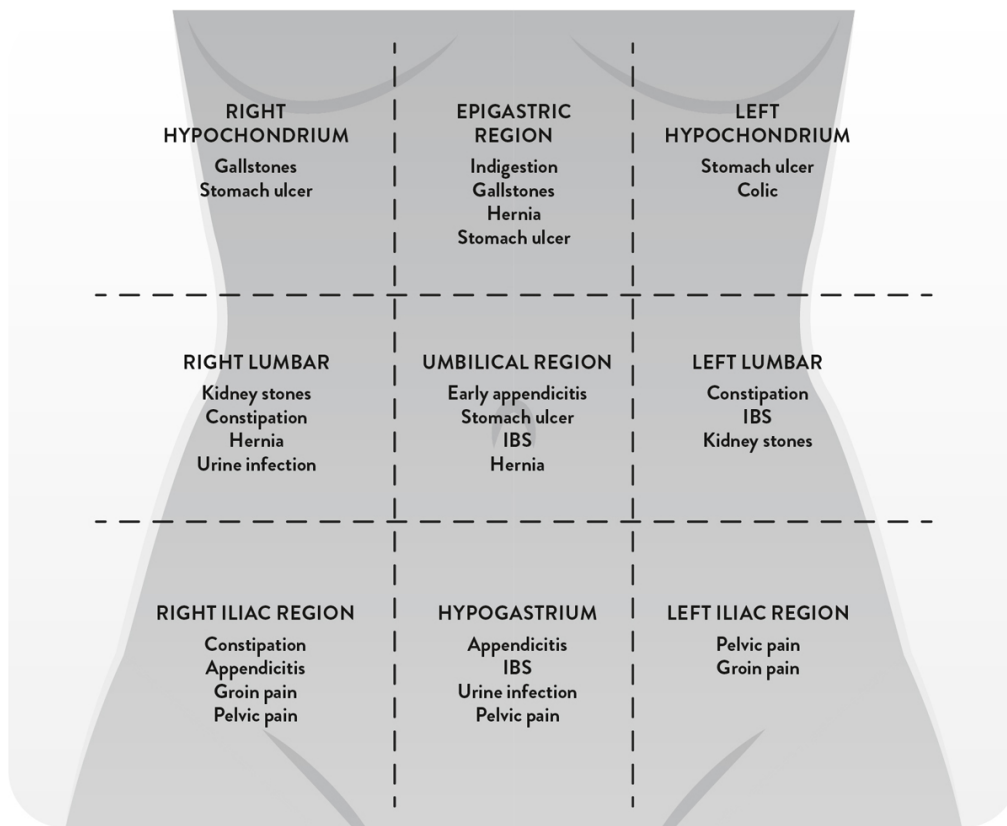 RIGHT
HYPOCHONDRIUM
Gallstones
Stomach ulcer
EPIGASTRIC
REGION
Indigestion
Gallstones
Hernia
Stomach ulcer
LEFT
HYPOCHONDRIUM
Stomach ulcer
Colic
RIGHT LUMBAR
Kidney stones
Constipation
Hernia
Urine infection
UMBILICAL REGION
Early appendicitis
Stomach ulcer
IBS
Hernia
LEFT LUMBAR
Constipation
IBS
Kidney stones
RIGHT ILIAC REGION
Constipation
Appendicitis
Groin pain
Pelvic pain
HYPOGASTRIUM
Appendicitis
IBS
Urine infection
Pelvic pain
LEFT ILIAC REGION
Pelvic pain
Groin pain